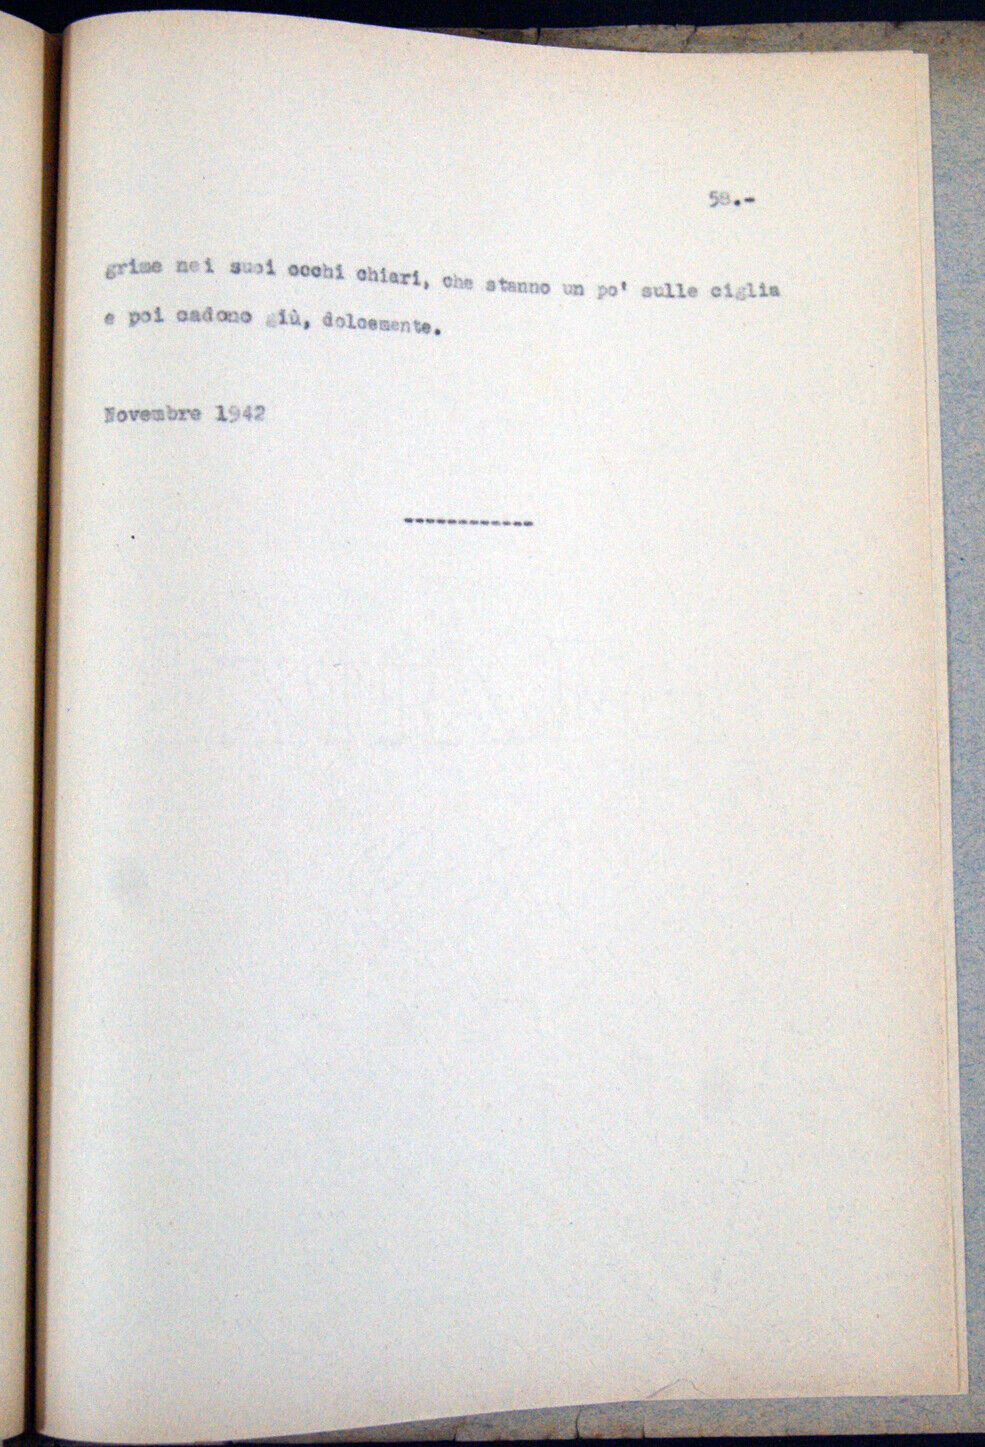 58.-
grime nei suoi occhi chiari, che stanno un po' sulle ciglia
e poi cadono giù, dolcemente.
Novembre 1942
------------